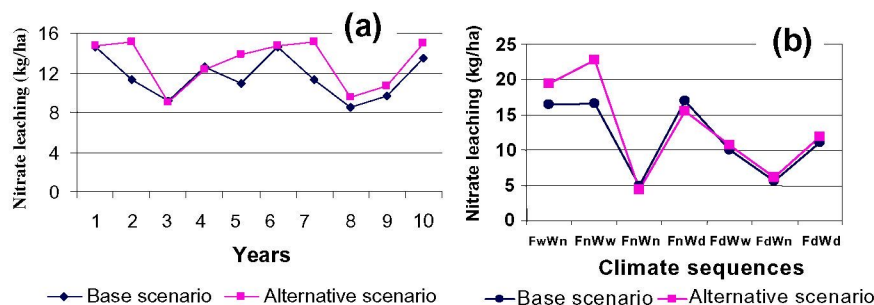 (a)
Nitrate leaching (kg/ha)
16
12
8
4
0
1 2 3 4 5 6 7 8 9 10
Years
Base scenario Alternative scenario
(b)
Nitrate leaching (kg/ha)
25
20
15
10
5
0
FwWn FnWw FnWn FnWd FdWw FdWn FdWd
Climate sequences
Base scenario Alternative scenario